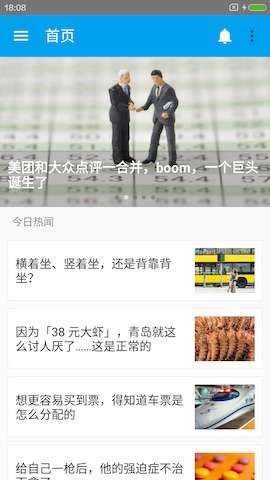 18:08
首页
美团和大众点评一合并，boom，一个巨头
诞生了
今日热闻
横着坐、竖着坐，还是背靠背
坐？
因为「38 元大虾」，青岛就这
么讨人厌了……这是正常的
想更容易买到票，得知道车票是
怎么分配的
给自己一枪后，他的强迫症不治